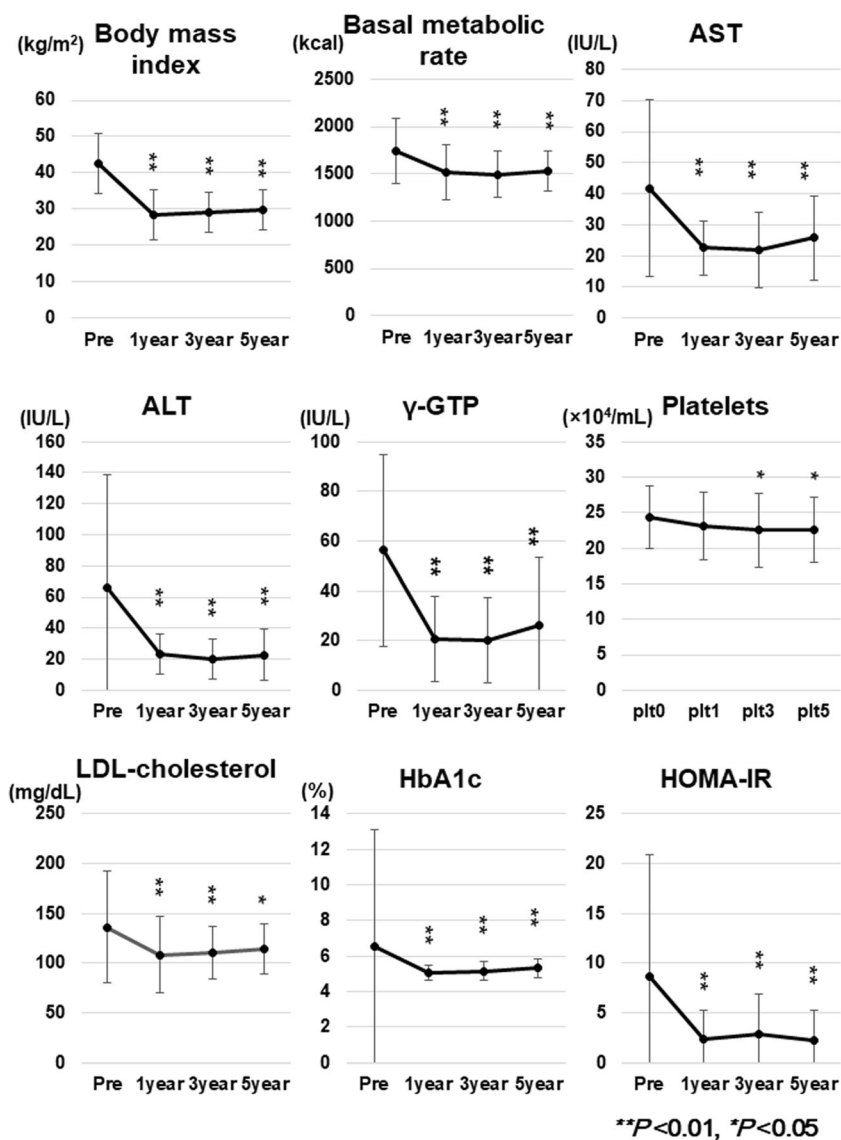 Body mass
index
(kg/m²)
60
50
40
30
20
10
0
** ** **
Pre 1year 3year 5year
Basal metabolic
rate
(kcal)
2500
2000
1500
1000
500
0
** ** **
Pre 1year 3year 5year
AST
(IU/L)
80
70
60
50
40
30
20
10
0
** ** **
Pre 1year 3year 5year
ALT
(IU/L)
160
140
120
100
80
60
40
20
0
** ** **
Pre 1year 3year 5year
γ-GTP
(IU/L)
100
80
60
40
20
0
** ** **
Pre 1year 3year 5year
Platelets
(×10⁴/mL)
35
30
25
20
15
10
5
0
* *
plt0 plt1 plt3 plt5
LDL-cholesterol
(mg/dL)
250
200
150
100
50
0
** ** *
Pre 1year 3year 5year
HbA1c
(%)
14
12
10
8
6
4
2
0
** ** **
Pre 1year 3year 5year
HOMA-IR
25
20
15
10
5
0
** ** **
Pre 1year 3year 5year
**P<0.01, *P<0.05